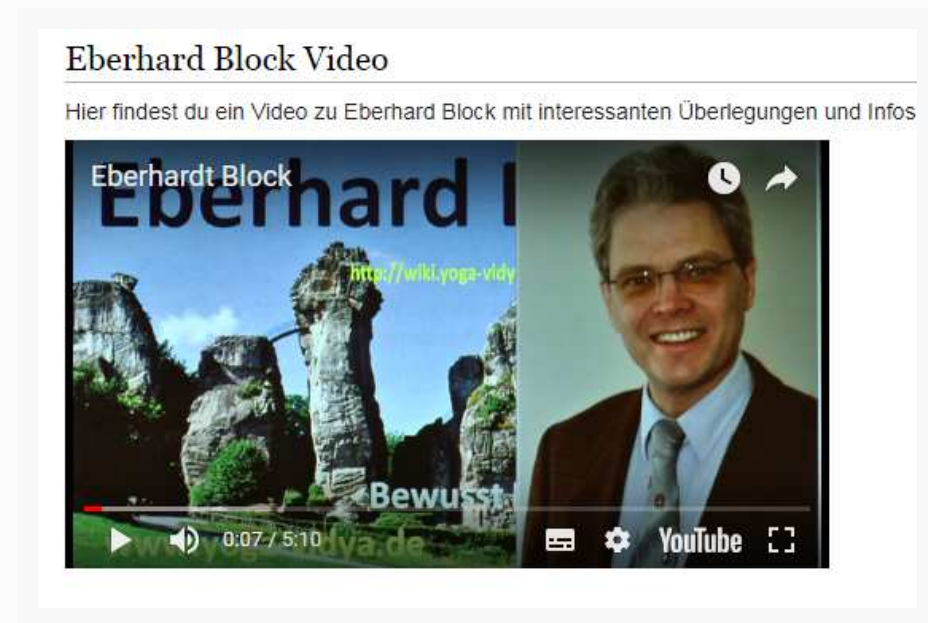 Eberhard Block Video
Hier findest du ein Video zu Eberhard Block mit interessanten Überlegungen und Infos
Eberhardt Block
Eberhard
http://wiki.yoga-vidy
Bewusst
0:07 / 5:10
YouTube